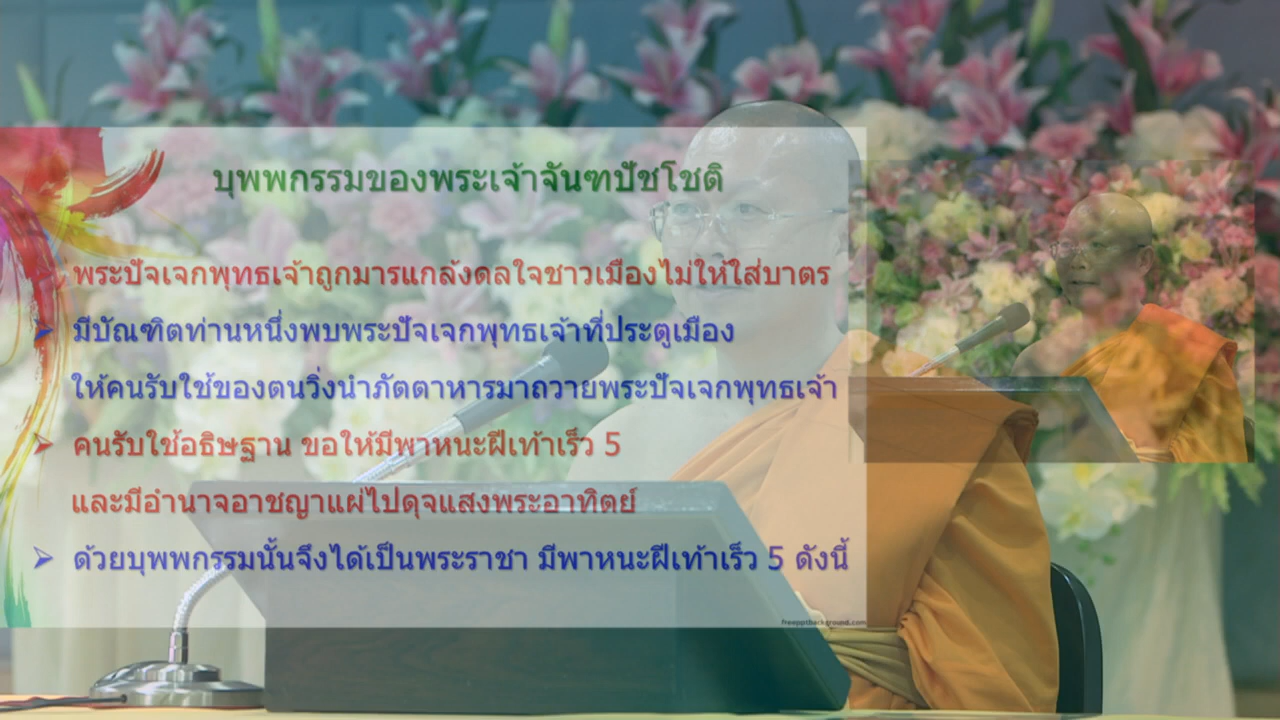 บุพพกรรมของพระเจ้าจันฑปัชโชติ
พระปัจเจกพุทธเจ้าถูกมารแกล้งดลใจชาวเมืองไม่ให้ใส่บาตร
มีบัณฑิตท่านหนึ่งพบพระปัจเจกพุทธเจ้าที่ประตูเมือง
ให้คนรับใช้ของตนวิ่งนำภัตตาหารมาถวายพระปัจเจกพุทธเจ้า
คนรับใช้อธิษฐาน ขอให้มีพาหนะฝีเท้าเร็ว 5
และมีอำนาจอาชญาแผ่ไปดุจแสงพระอาทิตย์
ด้วยบุพพกรรมนั้นจึงได้เป็นพระราชา มีพาหนะฝีเท้าเร็ว 5 ดังนี้
freepptbackground.com